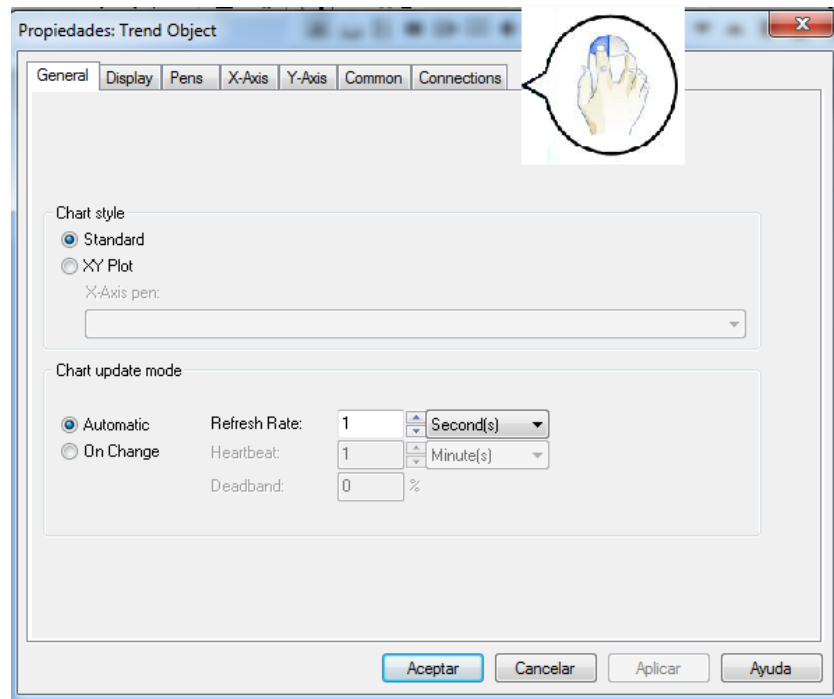 Propiedades: Trend Object
General Display Pens X-Axis Y-Axis Common Connections
Chart style
Standard
XY Plot
X-Axis pen:
Chart update mode
Automatic Refresh Rate: 1 Second(s)
On Change Heartbeat: 1 Minute(s)
Deadband: 0 %
Aceptar Cancelar Aplicar Ayuda